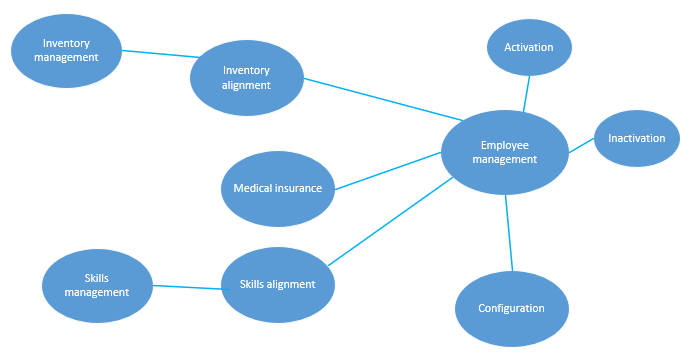 Inventory
management
Inventory
alignment
Activation
Employee
management
Inactivation
Medical insurance
Skills
management
Skills alignment
Configuration